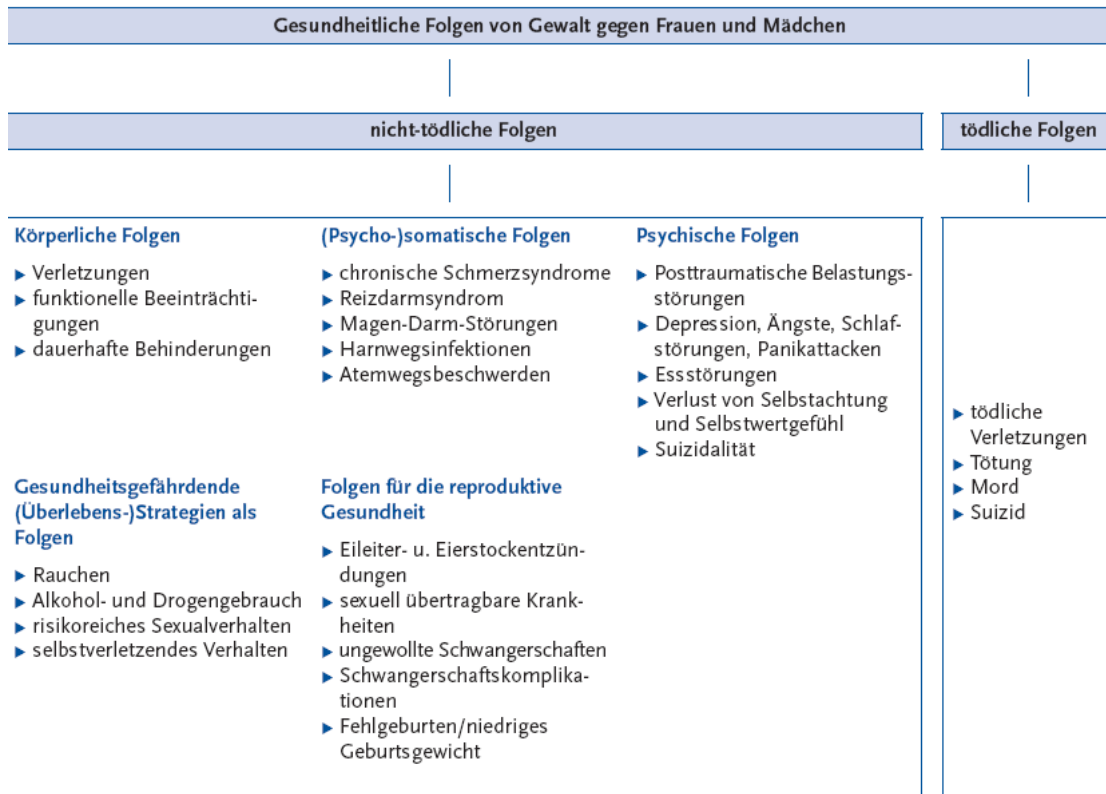 Gesundheitliche Folgen von Gewalt gegen Frauen und Mädchen
nicht-tödliche Folgen
tödliche Folgen
Körperliche Folgen
▶ Verletzungen
▶ funktionelle Beeinträchti-
gungen
▶ dauerhafte Behinderungen
(Psycho-)somatische Folgen
▶ chronische Schmerzsyndrome
▶ Reizdarmsyndrom
▶ Magen-Darm-Störungen
▶ Harnwegsinfektionen
▶ Atemwegsbeschwerden
Psychische Folgen
▶ Posttraumatische Belastungs-
störungen
▶ Depression, Ängste, Schlaf-
störungen, Panikattacken
▶ Essstörungen
▶ Verlust von Selbstachtung
und Selbstwertgefühl
▶ Suizidalität
Gesundheitsgefährdende
(Überlebens-)Strategien als
Folgen
▶ Rauchen
▶ Alkohol- und Drogengebrauch
▶ risikoreiches Sexualverhalten
▶ selbstverletzendes Verhalten
Folgen für die reproduktive
Gesundheit
▶ Eileiter- u. Eierstockentzün-
dungen
▶ sexuell übertragbare Krank-
heiten
▶ ungewollte Schwangerschaften
▶ Schwangerschaftskomplika-
tionen
▶ Fehlgeburten/niedriges
Geburtsgewicht
▶ tödliche
Verletzungen
▶ Tötung
▶ Mord
▶ Suizid